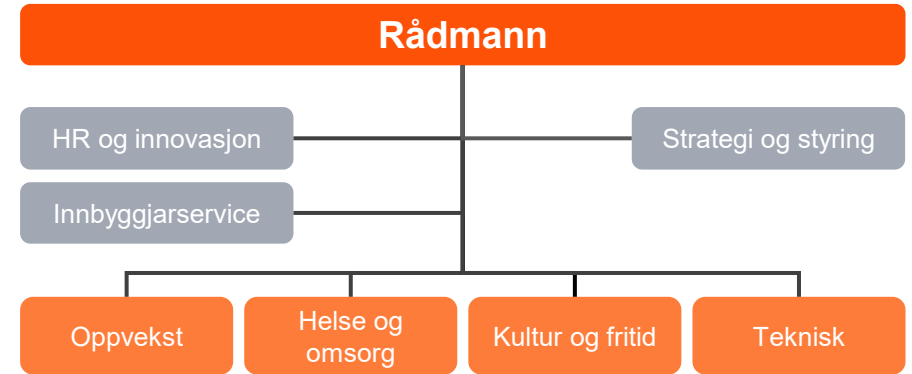 Rådmann
HR og innovasjon
Strategi og styring
Innbyggjarservice
Oppvekst
Helse og
omsorg
Kultur og fritid
Teknisk